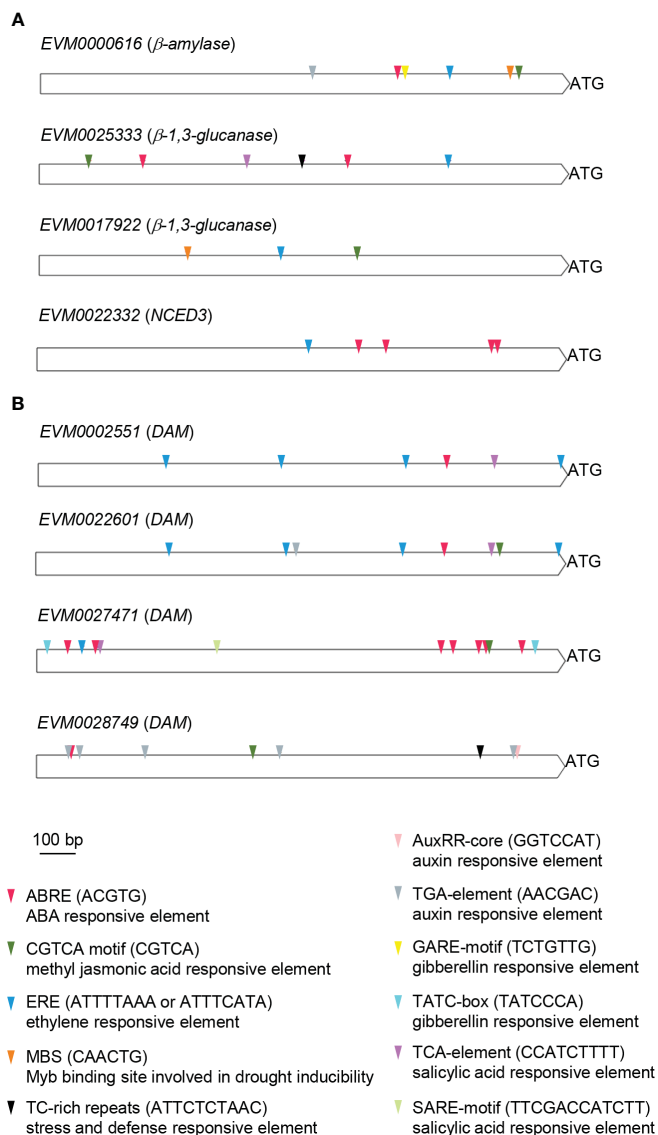 A
EVM0000616 (β-amylase)
ATG
EVM0025333 (β-1,3-glucanase)
ATG
EVM0017922 (β-1,3-glucanase)
ATG
EVM0022332 (NCED3)
ATG
B
EVM0002551 (DAM)
ATG
EVM0022601 (DAM)
ATG
EVM0027471 (DAM)
ATG
EVM0028749 (DAM)
ATG
100 bp
ABRE (ACGTG)
ABA responsive element
CGTCA motif (CGTCA)
methyl jasmonic acid responsive element
ERE (ATTTTAAA or ATTTCATA)
ethylene responsive element
MBS (CAACTG)
Myb binding site involved in drought inducibility
TC-rich repeats (ATTCTCTAAC)
stress and defense responsive element
AuxRR-core (GGTCCAT)
auxin responsive element
TGA-element (AACGAC)
auxin responsive element
GARE-motif (TCTGTTG)
gibberellin responsive element
TATC-box (TATCCCA)
gibberellin responsive element
TCA-element (CCATCTTTT)
salicylic acid responsive element
SARE-motif (TTCGACCATCTT)
salicylic acid responsive element